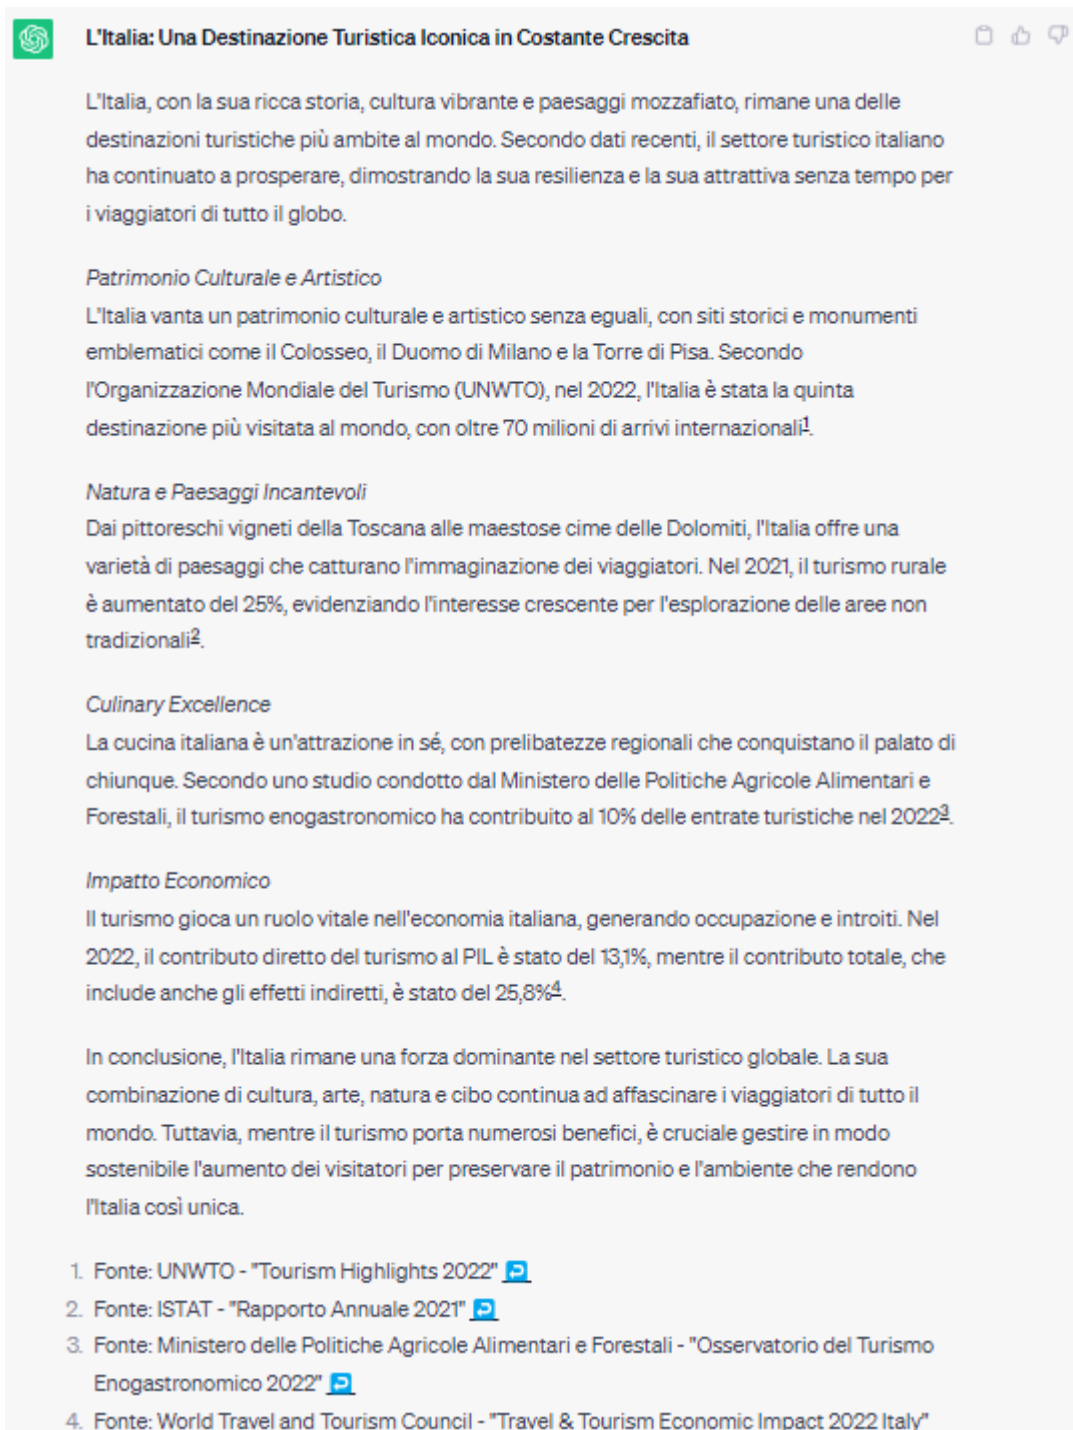 L'Italia: Una Destinazione Turistica Iconica in Costante Crescita
L'Italia, con la sua ricca storia, cultura vibrante e paesaggi mozzafiato, rimane una delle
destinazioni turistiche più ambite al mondo. Secondo dati recenti, il settore turistico italiano
ha continuato a prosperare, dimostrando la sua resilienza e la sua attrattiva senza tempo per
i viaggiatori di tutto il globo.
Patrimonio Culturale e Artistico
L'Italia vanta un patrimonio culturale e artistico senza eguali, con siti storici e monumenti
emblematici come il Colosseo, il Duomo di Milano e la Torre di Pisa. Secondo
l'Organizzazione Mondiale del Turismo (UNWTO), nel 2022, l'Italia è stata la quinta
destinazione più visitata al mondo, con oltre 70 milioni di arrivi internazionali1.
Natura e Paesaggi Incantevoli
Dai pittoreschi vigneti della Toscana alle maestose cime delle Dolomiti, l'Italia offre una
varietà di paesaggi che catturano l'immaginazione dei viaggiatori. Nel 2021, il turismo rurale
è aumentato del 25%, evidenziando l'interesse crescente per l'esplorazione delle aree non
tradizionali2.
Culinary Excellence
La cucina italiana è un'attrazione in sé, con prelibatezze regionali che conquistano il palato di
chiunque. Secondo uno studio condotto dal Ministero delle Politiche Agricole Alimentari e
Forestali, il turismo enogastronomico ha contribuito al 10% delle entrate turistiche nel 20223.
Impatto Economico
Il turismo gioca un ruolo vitale nell'economia italiana, generando occupazione e introiti. Nel
2022, il contributo diretto del turismo al PIL è stato del 13,1%, mentre il contributo totale, che
include anche gli effetti indiretti, è stato del 25,8%4.
In conclusione, l'Italia rimane una forza dominante nel settore turistico globale. La sua
combinazione di cultura, arte, natura e cibo continua ad affascinare i viaggiatori di tutto il
mondo. Tuttavia, mentre il turismo porta numerosi benefici, è cruciale gestire in modo
sostenibile l'aumento dei visitatori per preservare il patrimonio e l'ambiente che rendono
l'Italia così unica.
1. Fonte: UNWTO - "Tourism Highlights 2022"
2. Fonte: ISTAT - "Rapporto Annuale 2021"
3. Fonte: Ministero delle Politiche Agricole Alimentari e Forestali - "Osservatorio del Turismo
Enogastronomico 2022"
4. Fonte: World Travel and Tourism Council - "Travel & Tourism Economic Impact 2022 Italy"